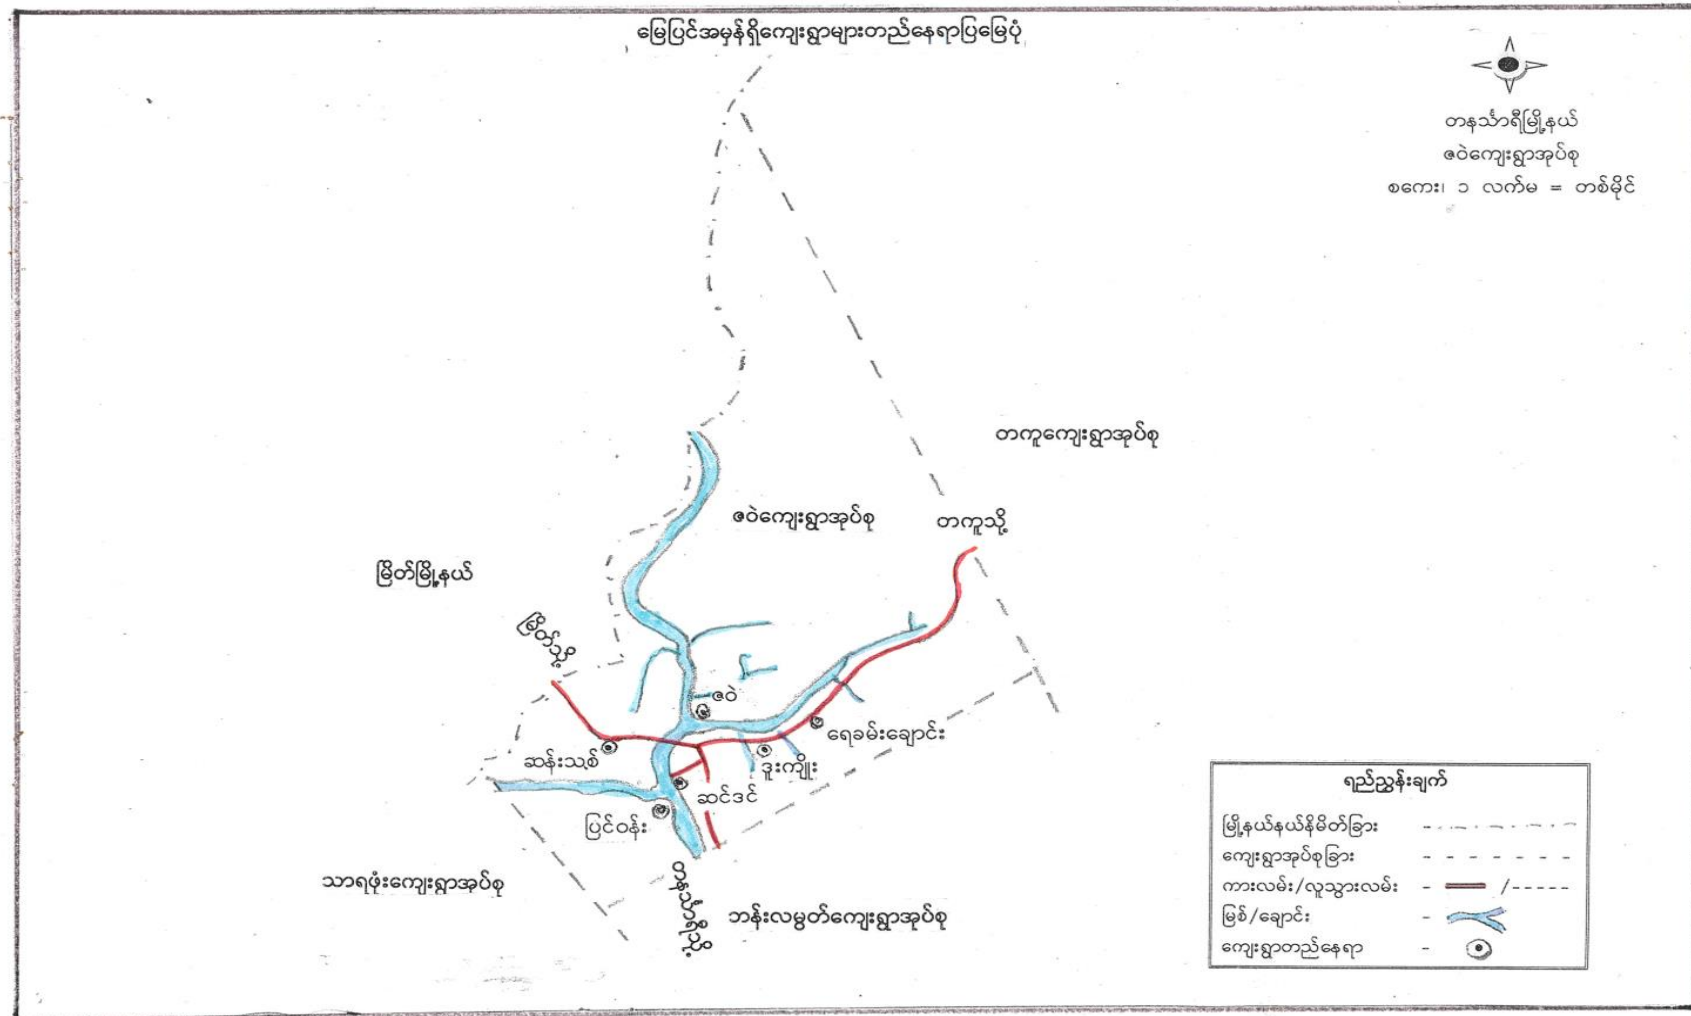 မြေပြင်အမှန်ရှိကျေးရွာများတည်နေရာပြမြေပုံ
တနင်္သာရီမြို့နယ်
ဇဝဲကျေးရွာအုပ်စု
စကေး၊ ၁ လက်မ = တစ်မိုင်
တကူကျေးရွာအုပ်စု
ဇဝဲကျေးရွာအုပ်စု
တကူသို့
မြိတ်မြို့နယ်
မြိတ်သို့
ဇဝဲ
ရေခမ်းချောင်း
ဆန်းသစ်
ဒူးကျိုး
ဆင်ဒင်
ပြင်ဝန်း
သာရဖုံးကျေးရွာအုပ်စု
တနင်္သာရီသို့
ဘန်းလမွတ်ကျေးရွာအုပ်စု
ရည်ညွှန်းချက်
မြို့နယ်နယ်နိမိတ်ခြား -
ကျေးရွာအုပ်စုခြား -
ကားလမ်း/လူသွားလမ်း - /-----
မြစ်/ချောင်း -
ကျေးရွာတည်နေရာ -